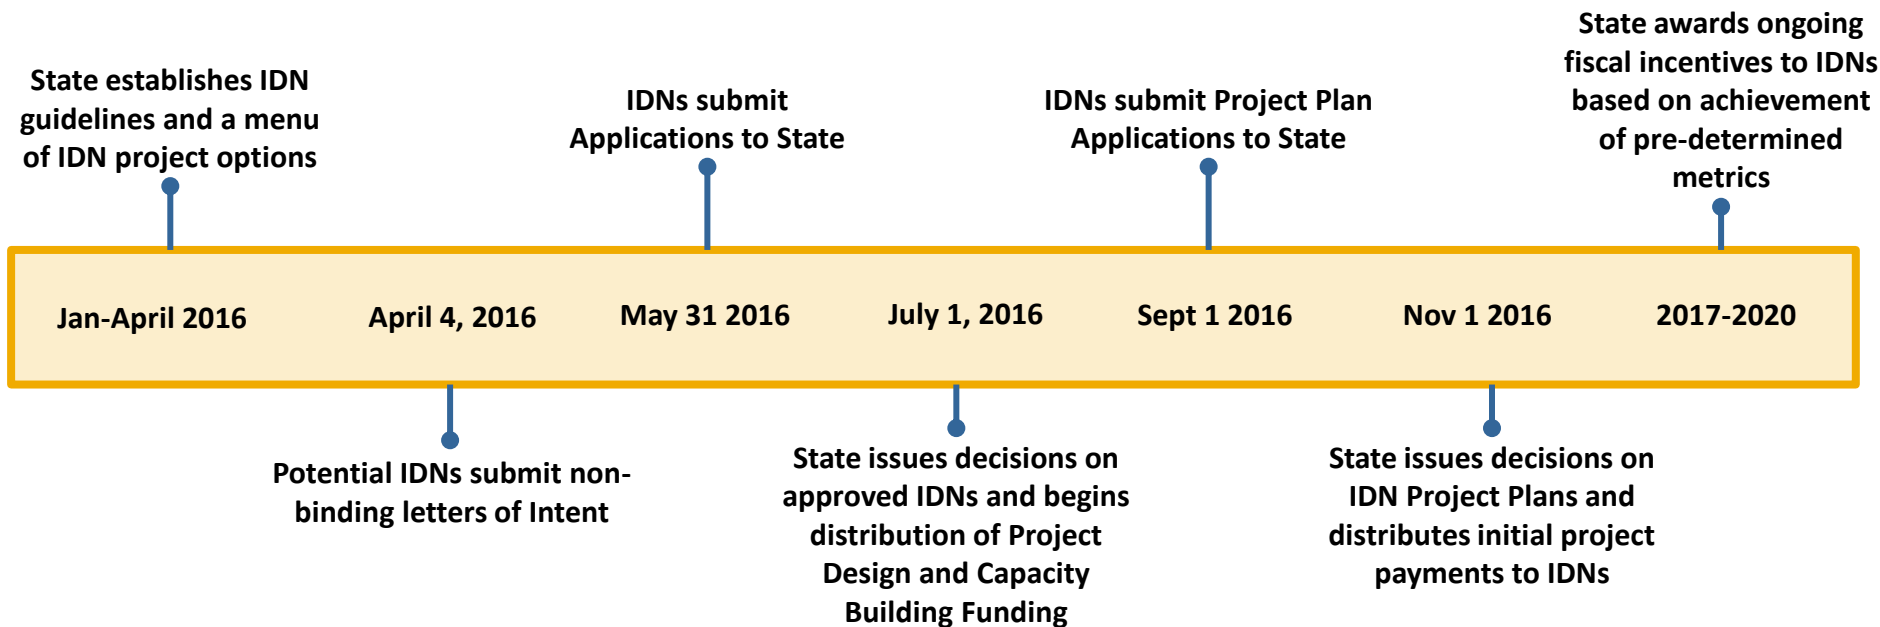 State establishes IDN
guidelines and a menu
of IDN project options
IDNs submit
Applications to State
IDNs submit Project Plan
Applications to State
State awards ongoing
fiscal incentives to IDNs
based on achievement
of pre-determined
metrics
Jan-April 2016
April 4, 2016
May 31 2016
July 1, 2016
Sept 1 2016
Nov 1 2016
2017-2020
Potential IDNs submit non-
binding letters of Intent
State issues decisions on
approved IDNs and begins
distribution of Project
Design and Capacity
Building Funding
State issues decisions on
IDN Project Plans and
distributes initial project
payments to IDNs